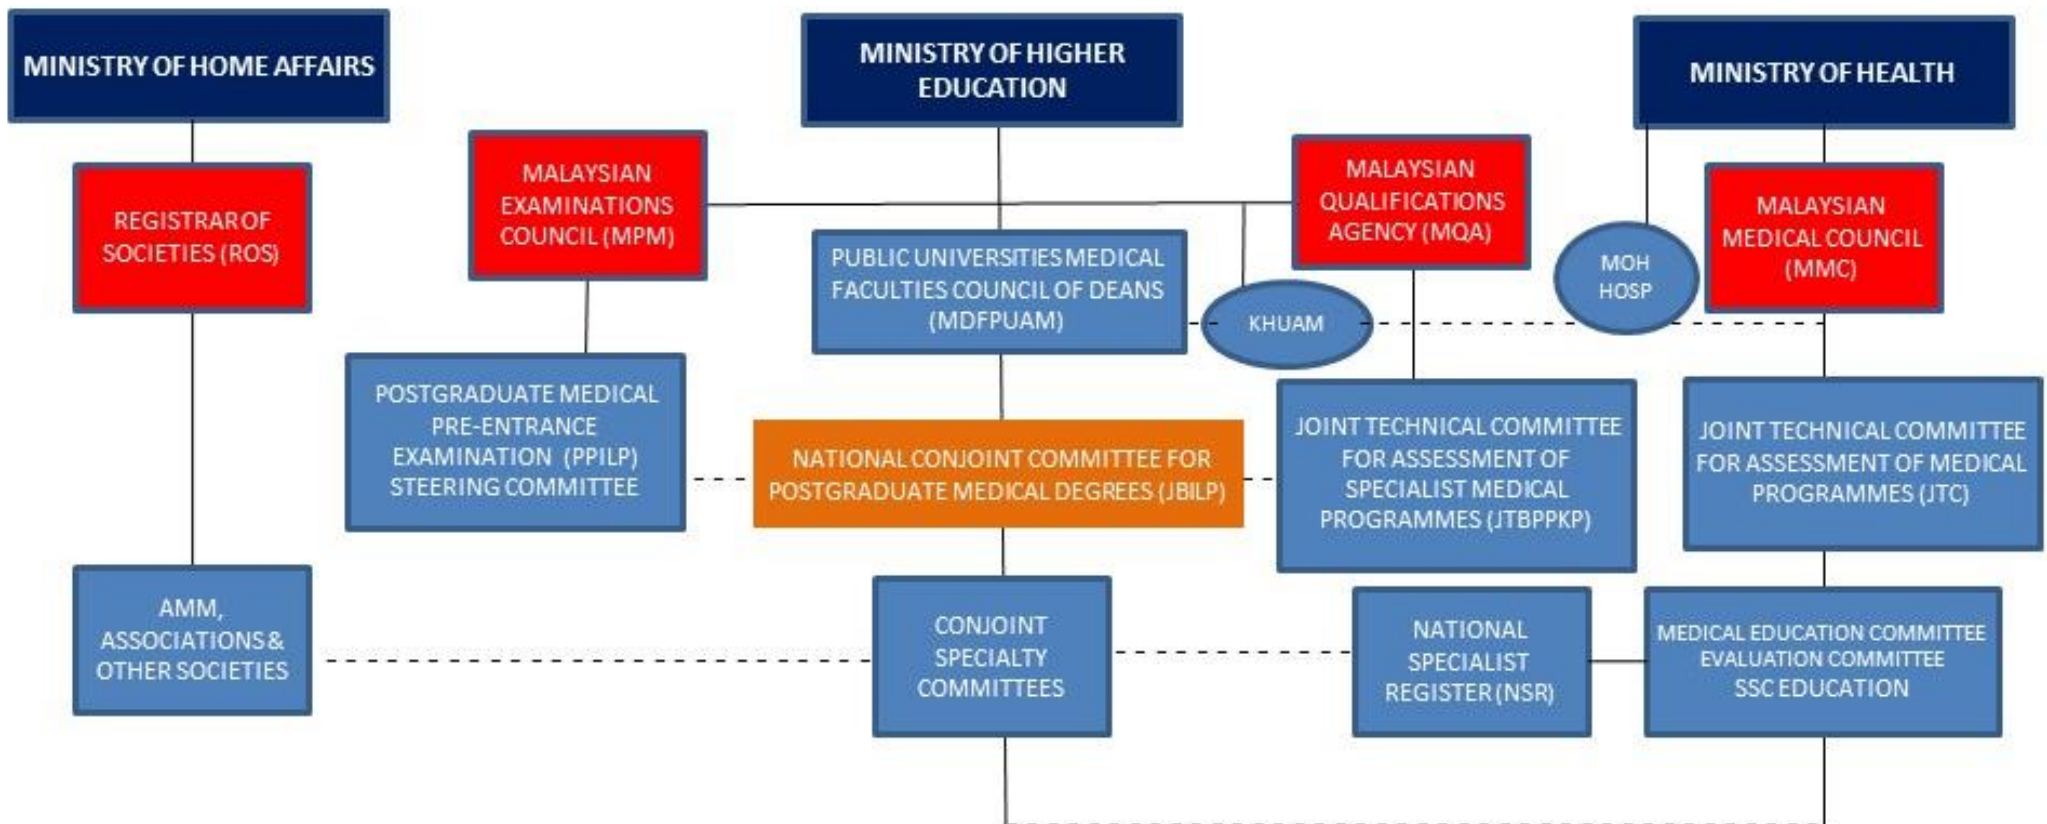 MINISTRY OF HOME AFFAIRS
MINISTRY OF HIGHER
EDUCATION
MINISTRY OF HEALTH
REGISTRAR OF
SOCIETIES (ROS)
MALAYSIAN
EXAMINATIONS
COUNCIL (MPM)
MALAYSIAN
QUALIFICATIONS
AGENCY (MQA)
MALAYSIAN
MEDICAL COUNCIL
(MMC)
PUBLIC UNIVERSITIES MEDICAL
FACULTIES COUNCIL OF DEANS
(MDFPUAM)
KHUAM
MOH
HOSP
POSTGRADUATE MEDICAL
PRE-ENTRANCE
EXAMINATION (PPILP)
STEERING COMMITTEE
NATIONAL CONJOINT COMMITTEE FOR
POSTGRADUATE MEDICAL DEGREES (JBILP)
JOINT TECHNICAL COMMITTEE
FOR ASSESSMENT OF
SPECIALIST MEDICAL
PROGRAMMES (JTBPPKP)
JOINT TECHNICAL COMMITTEE
FOR ASSESSMENT OF MEDICAL
PROGRAMMES (JTC)
AMM,
ASSOCIATIONS &
OTHER SOCIETIES
CONJOINT
SPECIALTY
COMMITTEES
NATIONAL
SPECIALIST
REGISTER (NSR)
MEDICAL EDUCATION COMMITTEE
EVALUATION COMMITTEE
SSC EDUCATION